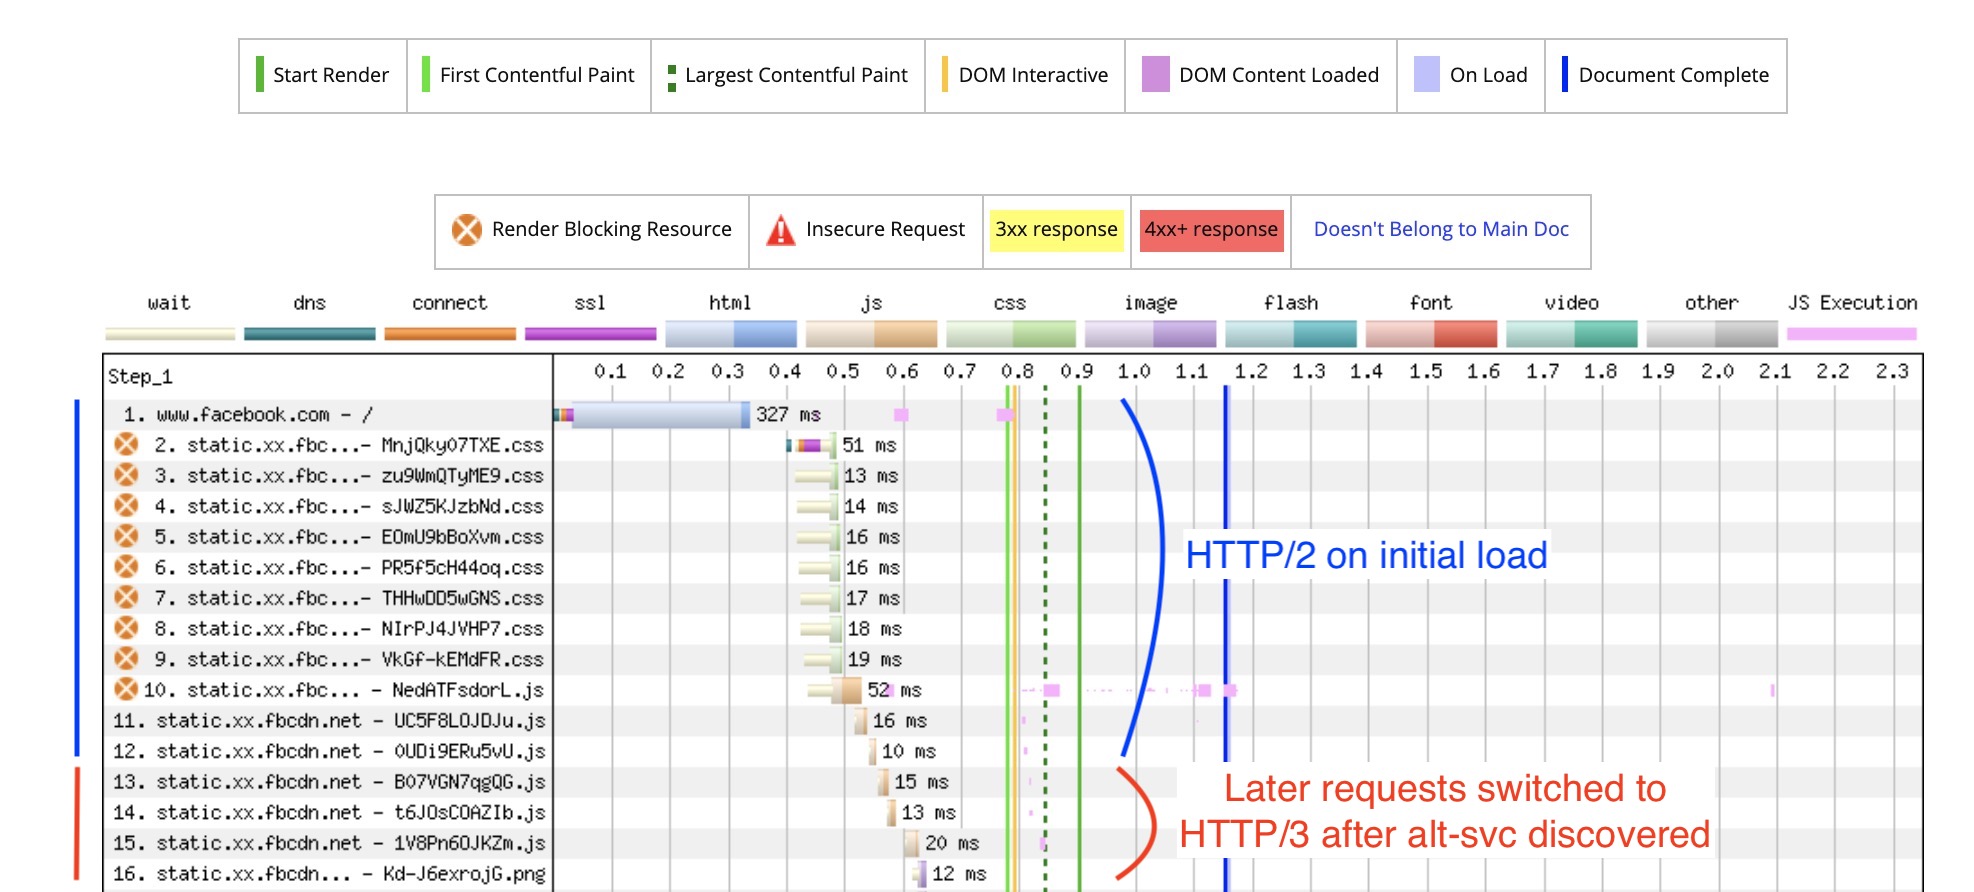 Start Render First Contentful Paint Largest Contentful Paint DOM Interactive DOM Content Loaded On Load Document Complete
Render Blocking Resource Insecure Request 3xx response 4xx+ response Doesn't Belong to Main Doc
wait dns connect ssl html js css image flash font video other JS Execution
Step_1 0.1 0.2 0.3 0.4 0.5 0.6 0.7 0.8 0.9 1.0 1.1 1.2 1.3 1.4 1.5 1.6 1.7 1.8 1.9 2.0 2.1 2.2 2.3
1. www.facebook.com - / 327 ms
2. static.xx.fbc...- MnjQkyO7TXE.css 51 ms
3. static.xx.fbc...- zu9WmQTyME9.css 13 ms
4. static.xx.fbc...- sJWZ5KJzbNd.css 14 ms
5. static.xx.fbc...- EOmU9bBoXvm.css 16 ms
6. static.xx.fbc...- PR5f5cH44oq.css 16 ms
7. static.xx.fbc...- THHwDD5wGNS.css 17 ms
8. static.xx.fbc...- NIrPJ4JVHP7.css 18 ms
9. static.xx.fbc...- VkGf-kEMdFR.css 19 ms
10. static.xx.fbc... - NedATFsdorL.js 52 ms
11. static.xx.fbcdn.net - UC5F8LOJDJu.js 16 ms
12. static.xx.fbcdn.net - 0UDi9ERu5vU.js 10 ms
13. static.xx.fbcdn.net - B07VGN7qgQG.js 15 ms
14. static.xx.fbcdn.net - t6JOsCOAZIb.js 13 ms
15. static.xx.fbcdn.net - 1V8Pn6OJKZm.js 20 ms
16. static.xx.fbcdn... - Kd-J6exrojG.png 12 ms
HTTP/2 on initial load
Later requests switched to
HTTP/3 after alt-svc discovered